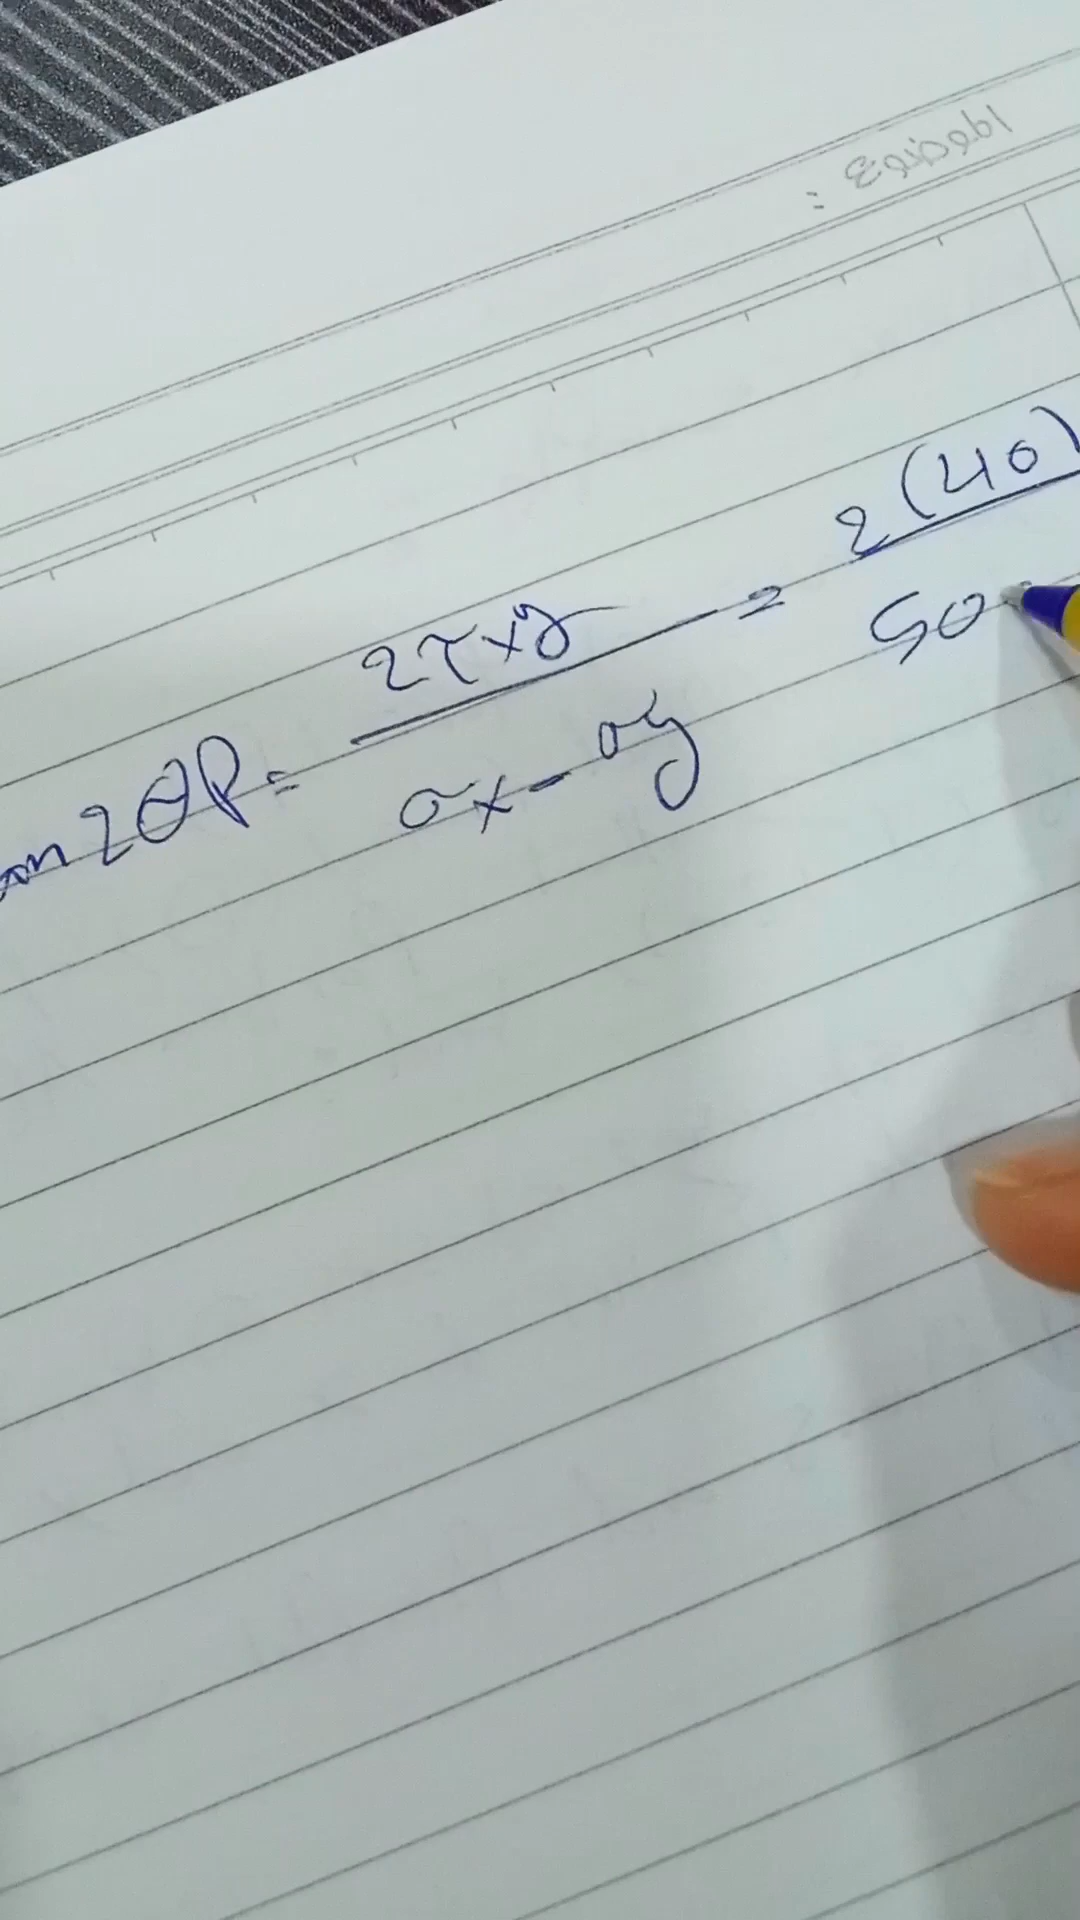 الموضوع :
tan 2θP = 2τxy / σx - σy = 2(40) / 50